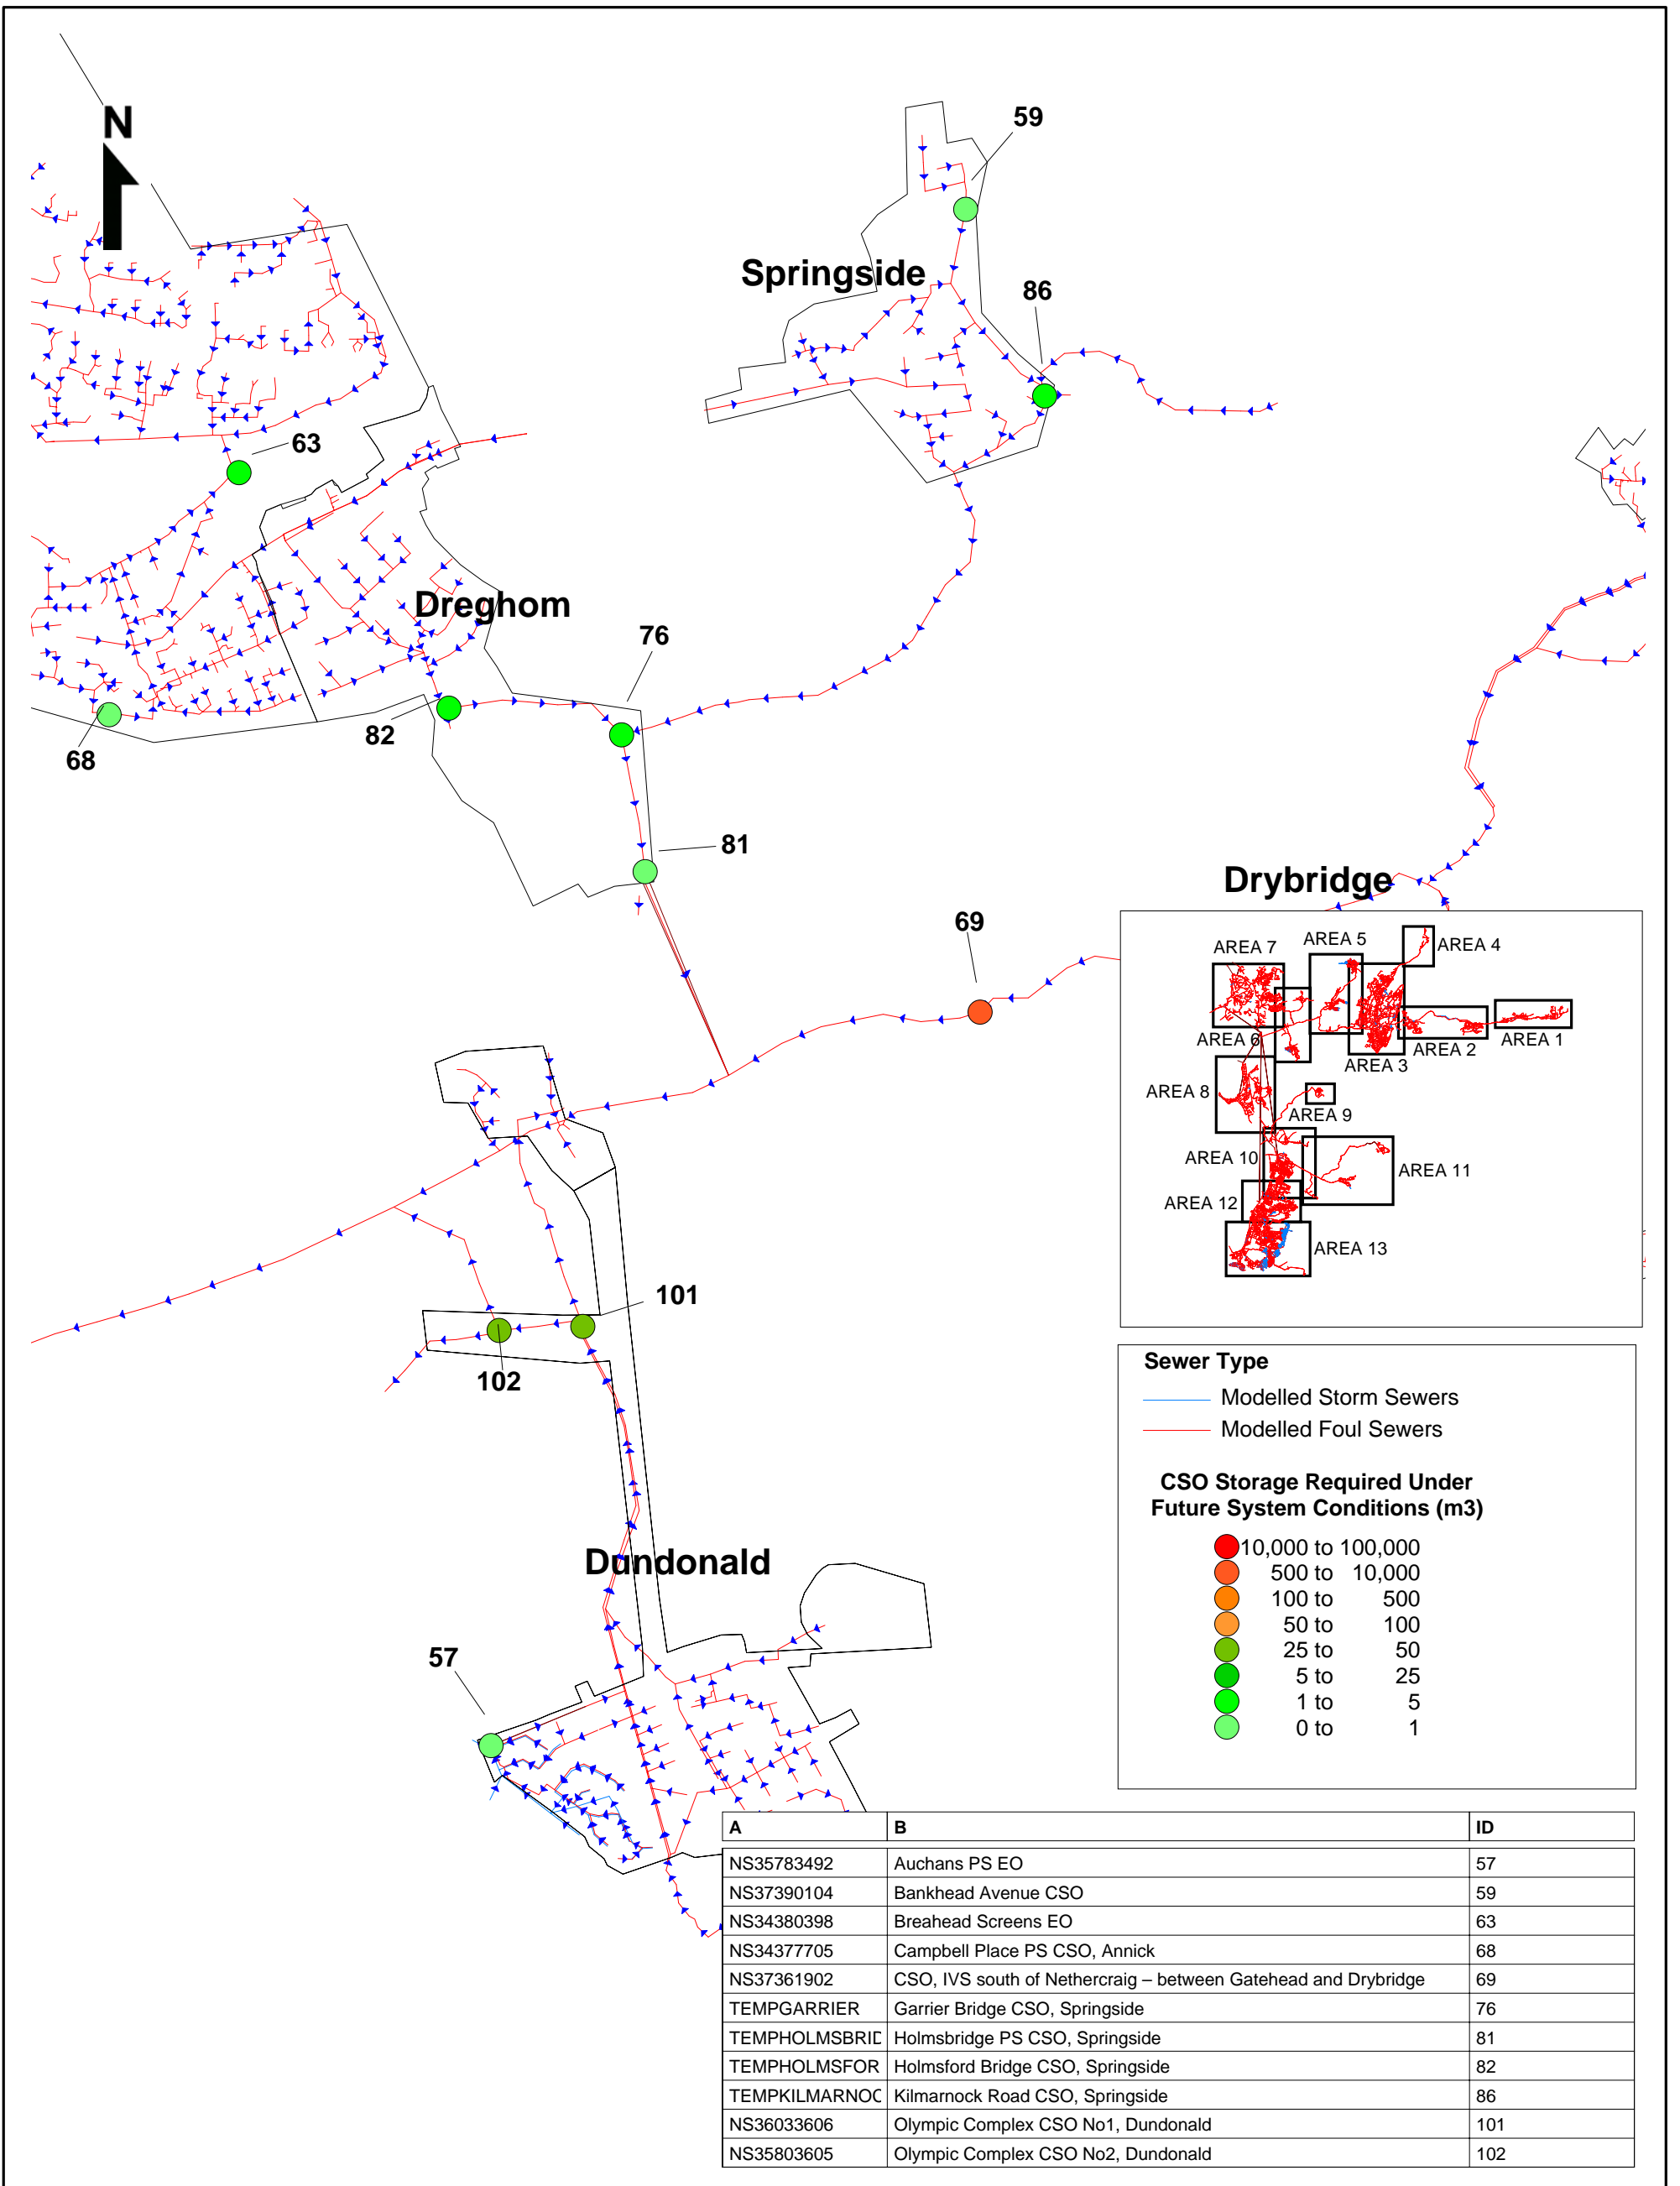 N
59
Springside
86
63
Dreghom
76
82
68
81
Drybridge
69
AREA 7
AREA 5
AREA 4
AREA 6
AREA 3
AREA 2
AREA 1
AREA 8
AREA 9
AREA 10
AREA 11
AREA 12
AREA 13
101
102
Sewer Type
Modelled Storm Sewers
Modelled Foul Sewers
CSO Storage Required Under
Future System Conditions (m3)
10,000 to 100,000
500 to 10,000
100 to 500
50 to 100
25 to 50
5 to 25
1 to 5
0 to 1
Dundonald
57
A B ID
NS35783492 Auchans PS EO 57
NS37390104 Bankhead Avenue CSO 59
NS34380398 Breahead Screens EO 63
NS34377705 Campbell Place PS CSO, Annick 68
NS37361902 CSO, IVS south of Nethercraig – between Gatehead and Drybridge 69
TEMPGARRIER Garrier Bridge CSO, Springside 76
TEMPHOLMSBRID Holmsbridge PS CSO, Springside 81
TEMPHOLMSFOR Holmsford Bridge CSO, Springside 82
TEMPKILMARNOC Kilmarnock Road CSO, Springside 86
NS36033606 Olympic Complex CSO No1, Dundonald 101
NS35803605 Olympic Complex CSO No2, Dundonald 102